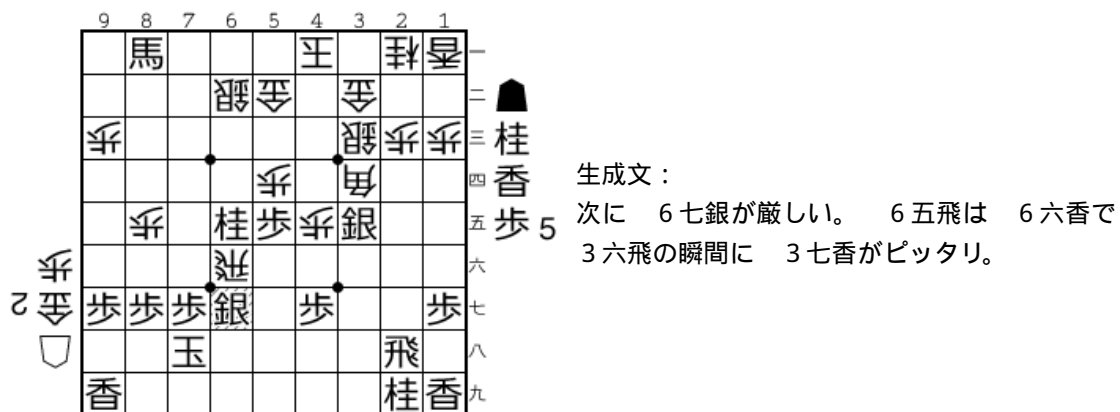 9 8 7 6 5 4 3 2 1
馬 王 桂 香 一
銀 金 金 二
歩 銀 歩 歩 三
歩 角 四
歩 桂 歩 歩 銀 五
飛 六
歩 歩 歩 銀 歩 歩 七
玉 飛 八
香 桂 香 九
桂
香
歩 5
歩
金 2
生成文：
次に 6七銀が厳しい。 6五飛は 6六香で
3六飛の瞬間に 3七香がピッタリ。